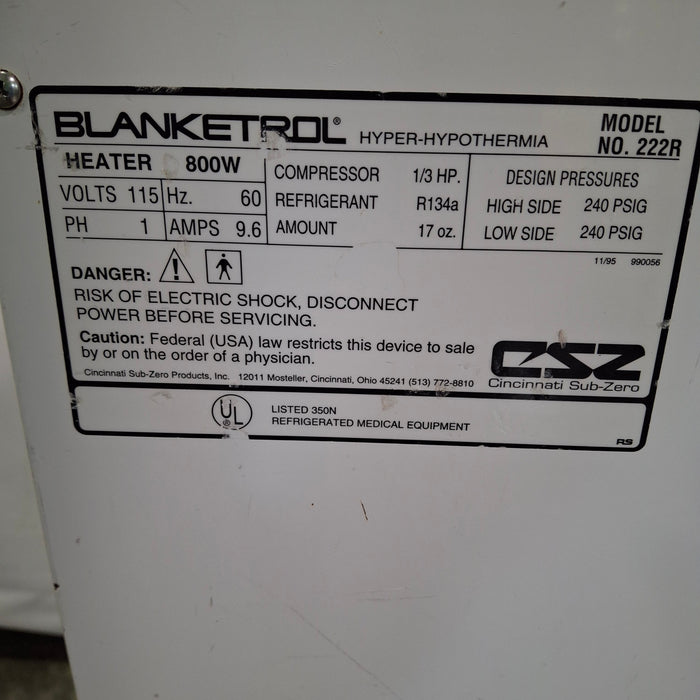 BLANKETROL® HYPER-HYPOTHERMIA
MODEL
NO. 222R
HEATER 800W
VOLTS 115 Hz. 60
PH 1 AMPS 9.6
COMPRESSOR 1/3 HP.
REFRIGERANT R134a
AMOUNT 17 oz.
DESIGN PRESSURES
HIGH SIDE 240 PSIG
LOW SIDE 240 PSIG
11/95 990056
DANGER:
RISK OF ELECTRIC SHOCK, DISCONNECT
POWER BEFORE SERVICING.
Caution: Federal (USA) law restricts this device to sale
by or on the order of a physician.
Cincinnati Sub-Zero Products, Inc. 12011 Mosteller, Cincinnati, Ohio 45241 (513) 772-8810
CSZ
Cincinnati Sub-Zero
UL®
LISTED 350N
REFRIGERATED MEDICAL EQUIPMENT
RS